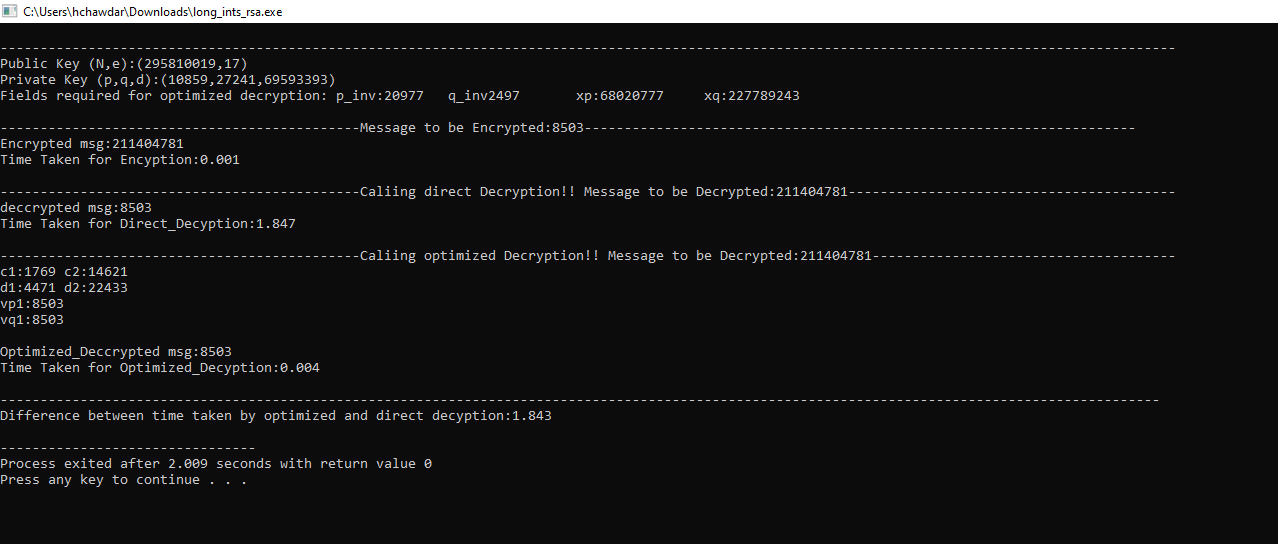 C:\Users\hchawdar\Downloads\long_ints_rsa.exe
---------------------------------------------------------------------------------------------------------------------------------------------------
Public Key (N,e):(295810019,17)
Private Key (p,q,d):(10859,27241,69593393)
Fields required for optimized decryption: p_inv:20977   q_inv2497       xp:68020777     xq:227789243
---------------------------------------------Message to be Encrypted:8503---------------------------------------------------------------------
Encrypted msg:211404781
Time Taken for Encyption:0.001
---------------------------------------------Caliing direct Decryption!! Message to be Decrypted:211404781-----------------------------------------
deccrypted msg:8503
Time Taken for Direct_Decyption:1.847
---------------------------------------------Caliing optimized Decryption!! Message to be Decrypted:211404781--------------------------------------
c1:1769 c2:14621
d1:4471 d2:22433
vp1:8503
vq1:8503
Optimized_Deccrypted msg:8503
Time Taken for Optimized_Decyption:0.004
-------------------------------------------------------------------------------------------------------------------------------------------------
Difference between time taken by optimized and direct decyption:1.843
--------------------------------
Process exited after 2.009 seconds with return value 0
Press any key to continue . . .